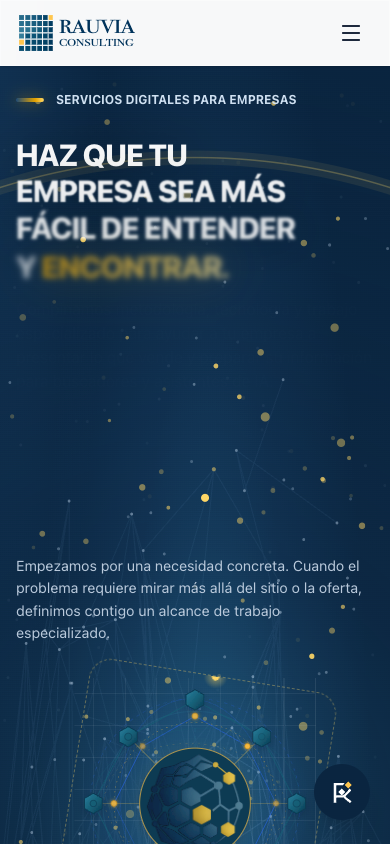 RAUVIA
CONSULTING
SERVICIOS DIGITALES PARA EMPRESAS
HAZ QUE TU
EMPRESA SEA MÁS
FÁCIL DE ENTENDER
Y ENCONTRAR.
Empezamos por una necesidad concreta. Cuando el
problema requiere mirar más allá del sitio o la oferta,
definimos contigo un alcance de trabajo
especializado.